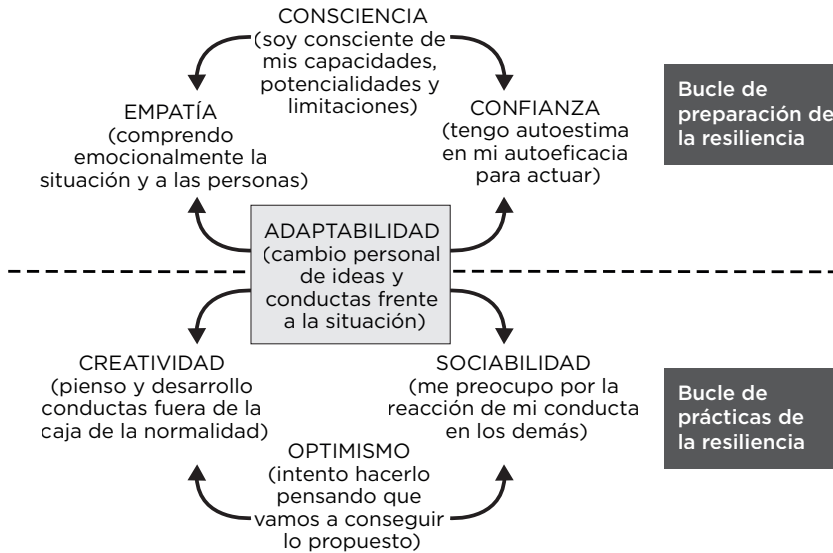 CONSCIENCIA
(soy consciente de
mis capacidades,
potencialidades y
limitaciones)
EMPATÍA
(comprendo
emocionalmente la
situación y a las personas)
CONFIANZA
(tengo autoestima
en mi autoeficacia
para actuar)
Bucle de
preparación de
la resiliencia
ADAPTABILIDAD
(cambio personal
de ideas y
conductas frente
a la situación)
CREATIVIDAD
(pienso y desarrollo
conductas fuera de la
caja de la normalidad)
SOCIABILIDAD
(me preocupo por la
reacción de mi conducta
en los demás)
OPTIMISMO
(intento hacerlo
pensando que
vamos a conseguir
lo propuesto)
Bucle de
prácticas de
la resiliencia